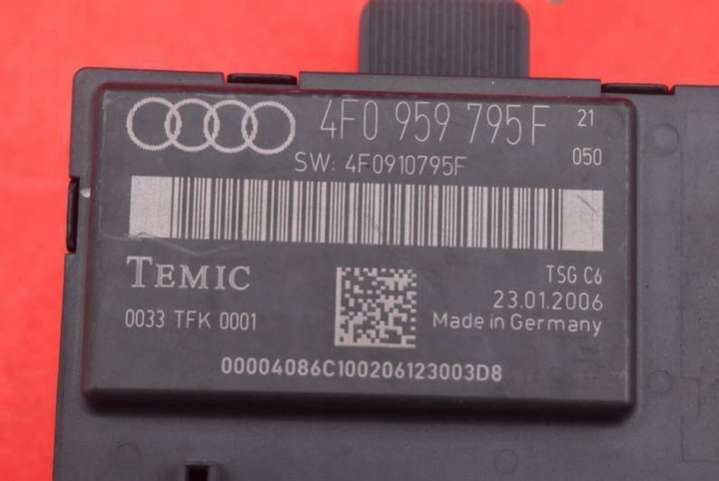 4F0 959 795F 21
SW: 4F0910795F 050
TEMIC TSG C6
23.01.2006
0033 TFK 0001 Made in Germany
00004086C100206123003D8